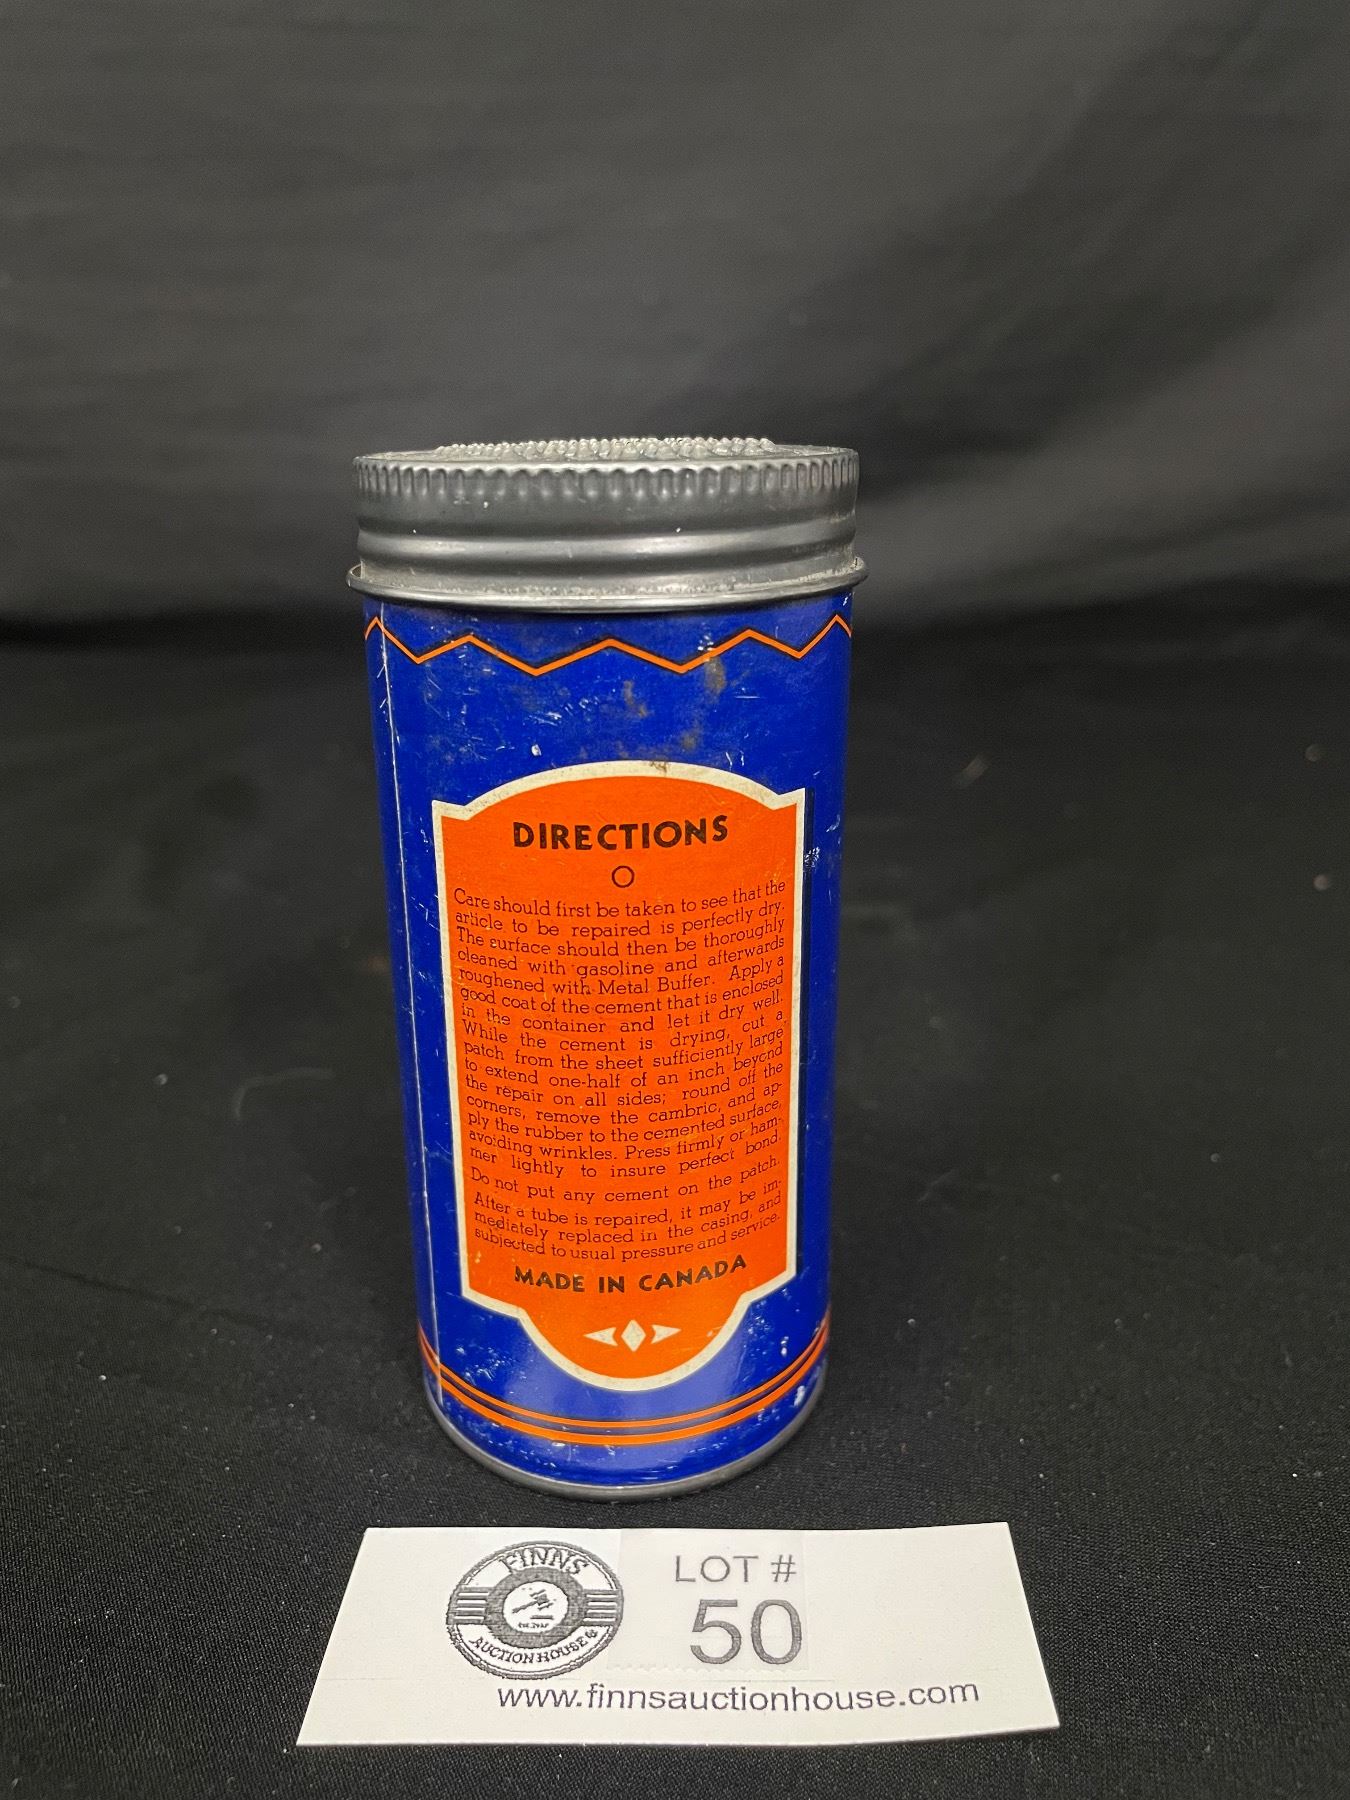 DIRECTIONS
Care should first be taken to see that the
article to be repaired is perfectly dry.
The surface should then be thoroughly
cleaned with gasoline and afterwards
roughened with Metal Buffer. Apply a
good coat of the cement that is enclosed
in the container and let it dry well.
While the cement is drying, cut a
patch from the sheet sufficiently large,
to extend one-half of an inch beyond
the repair on all sides; round off the
corners, remove the cambric, and ap-
ply the rubber to the cemented surface,
avoiding wrinkles. Press firmly or ham-
mer lightly to insure perfect bond.
Do not put any cement on the patch.
After a tube is repaired, it may be im-
mediately replaced in the casing, and
subjected to usual pressure and service.
MADE IN CANADA
FINNS
AUCTION HOUSE
LOT #
50
www.finnsauctionhouse.com